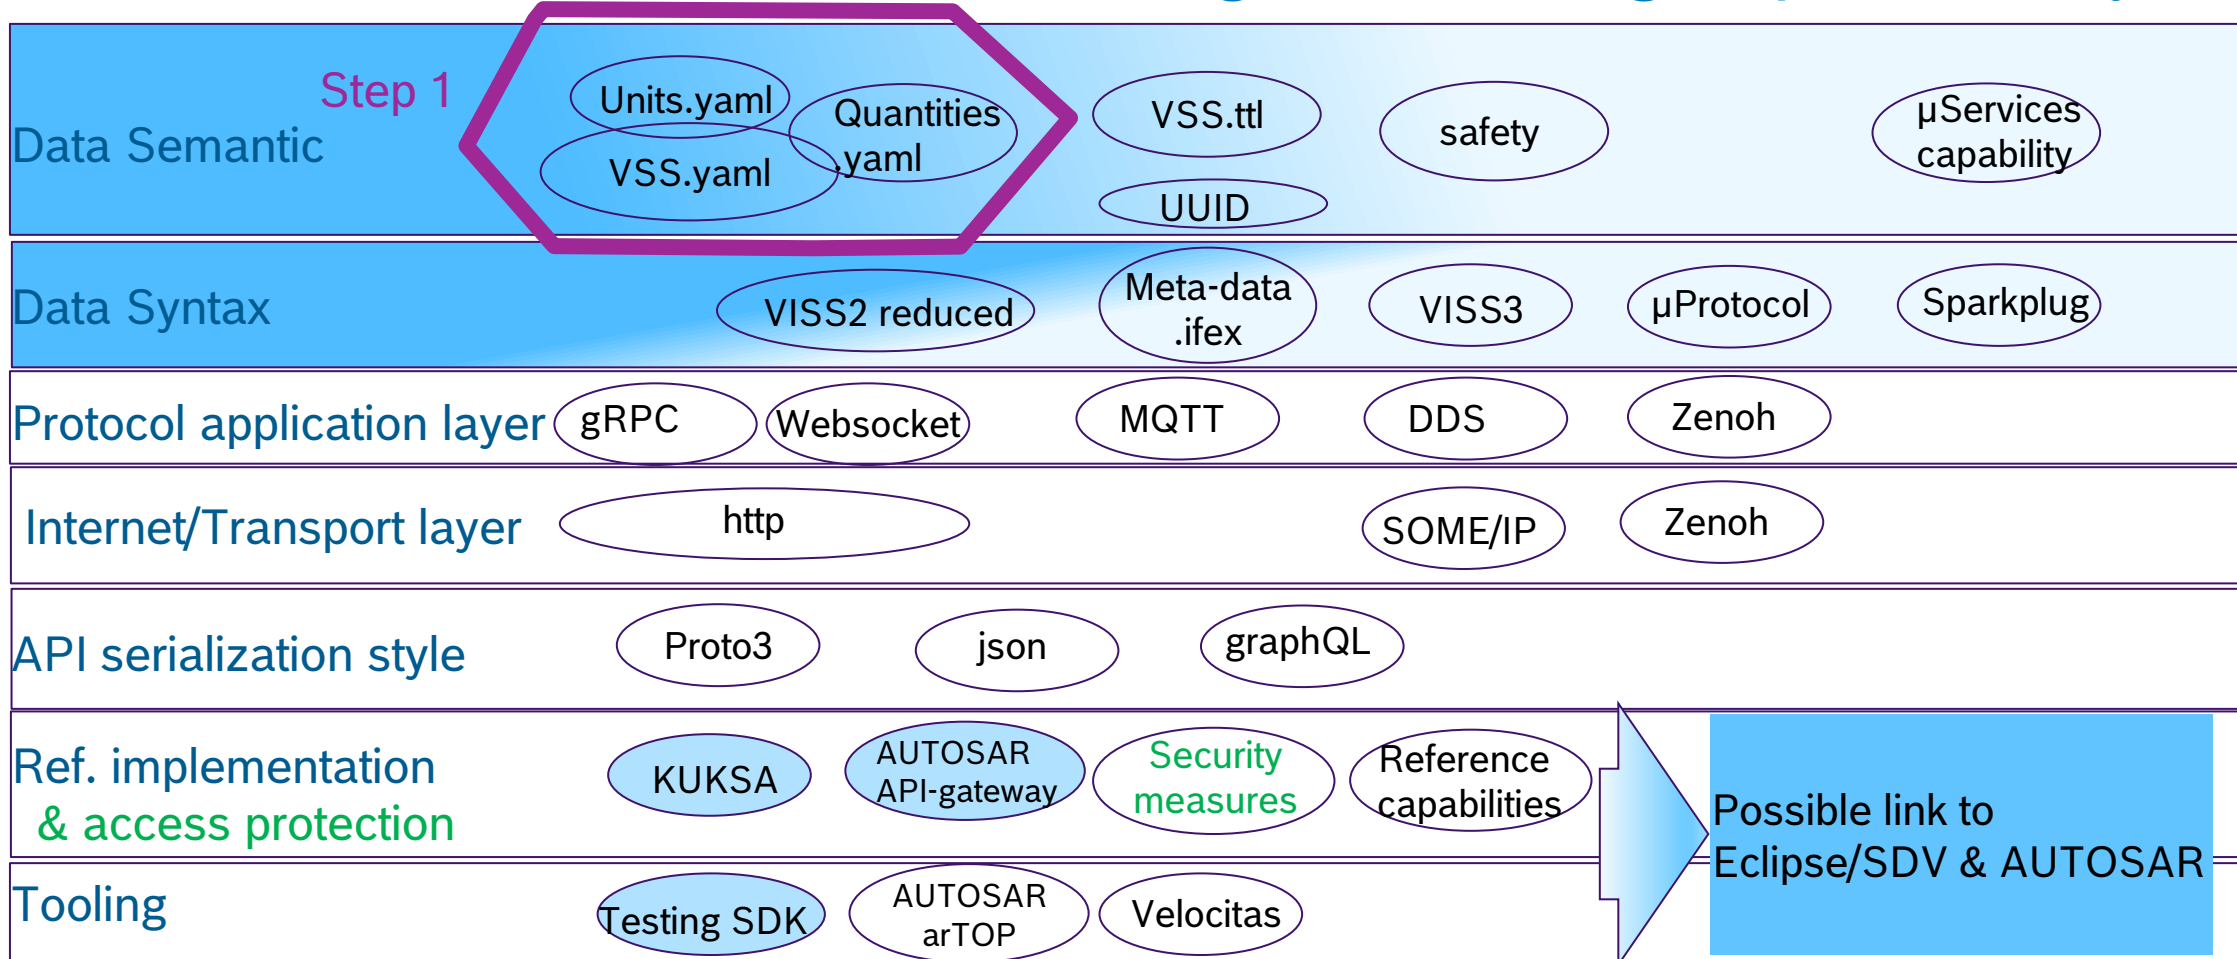 Step 1
Data Semantic
Units.yaml
VSS.yaml
Quantities
.yaml
VSS.ttl
UUID
safety
µServices
capability
Data Syntax
VISS2 reduced
Meta-data
.ifex
VISS3
µProtocol
Sparkplug
Protocol application layer
gRPC
Websocket
MQTT
DDS
Zenoh
Internet/Transport layer
http
SOME/IP
Zenoh
API serialization style
Proto3
json
graphQL
Ref. implementation
& access protection
KUKSA
AUTOSAR
API-gateway
Security
measures
Reference
capabilities
Possible link to
Eclipse/SDV & AUTOSAR
Tooling
Testing SDK
AUTOSAR
arTOP
Velocitas